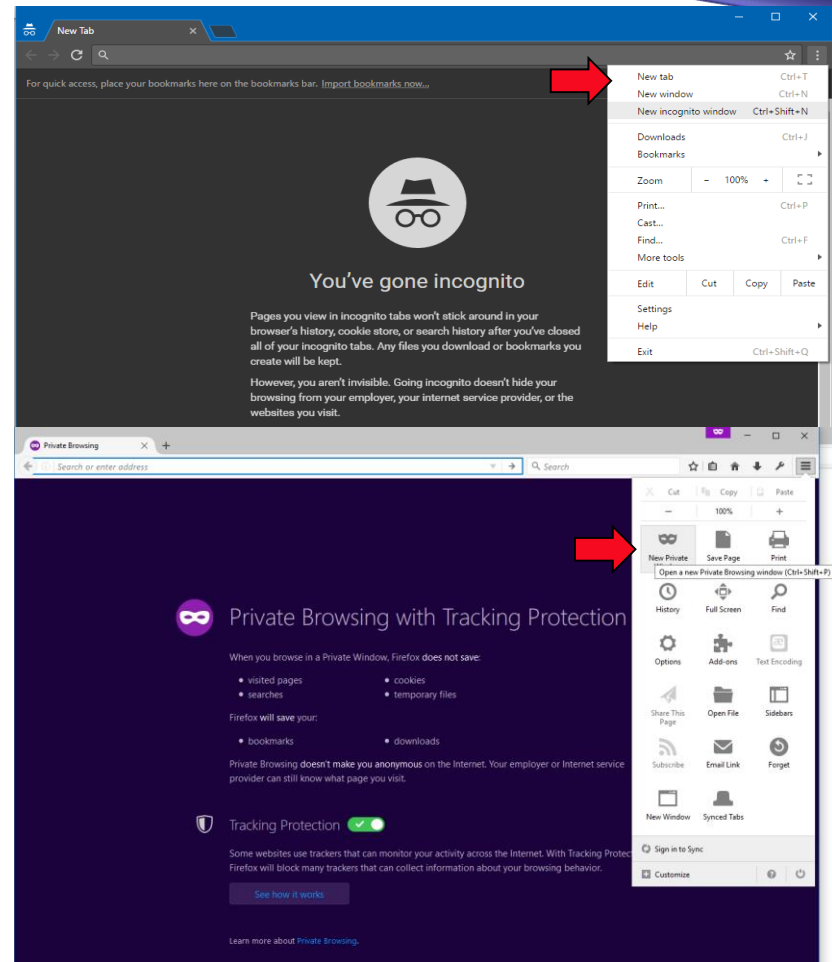 New Tab
For quick access, place your bookmarks here on the bookmarks bar. Import bookmarks now...
New tab Ctrl+T
New window Ctrl+N
New incognito window Ctrl+Shift+N
Downloads Ctrl+J
Bookmarks
Zoom - 100% +
Print... Ctrl+P
Cast...
Find... Ctrl+F
More tools
Edit Cut Copy Paste
Settings
Help
Exit Ctrl+Shift+Q
You've gone incognito
Pages you view in incognito tabs won't stick around in your
browser's history, cookie store, or search history after you've closed
all of your incognito tabs. Any files you download or bookmarks you
create will be kept.
However, you aren't invisible. Going incognito doesn't hide your
browsing from your employer, your internet service provider, or the
websites you visit.
Private Browsing
Search or enter address Search
Cut Copy Paste
- 100% +
New Private Save Page Print
Open a new Private Browsing window (Ctrl+Shift+P)
History Full Screen Find
Options Add-ons Text Encoding
Share This Open File Sidebars
Page
Subscribe Email Link Forget
New Window Synced Tabs
Sign in to Sync
Customize
Private Browsing with Tracking Protection
When you browse in a Private Window, Firefox does not save:
• visited pages • cookies
• searches • temporary files
Firefox will save your:
• bookmarks • downloads
Private Browsing doesn't make you anonymous on the Internet. Your employer or Internet service
provider can still know what page you visit.
Tracking Protection
Some websites use trackers that can monitor your activity across the Internet. With Tracking Protec
Firefox will block many trackers that can collect information about your browsing behavior.
See how it works
Learn more about Private Browsing.